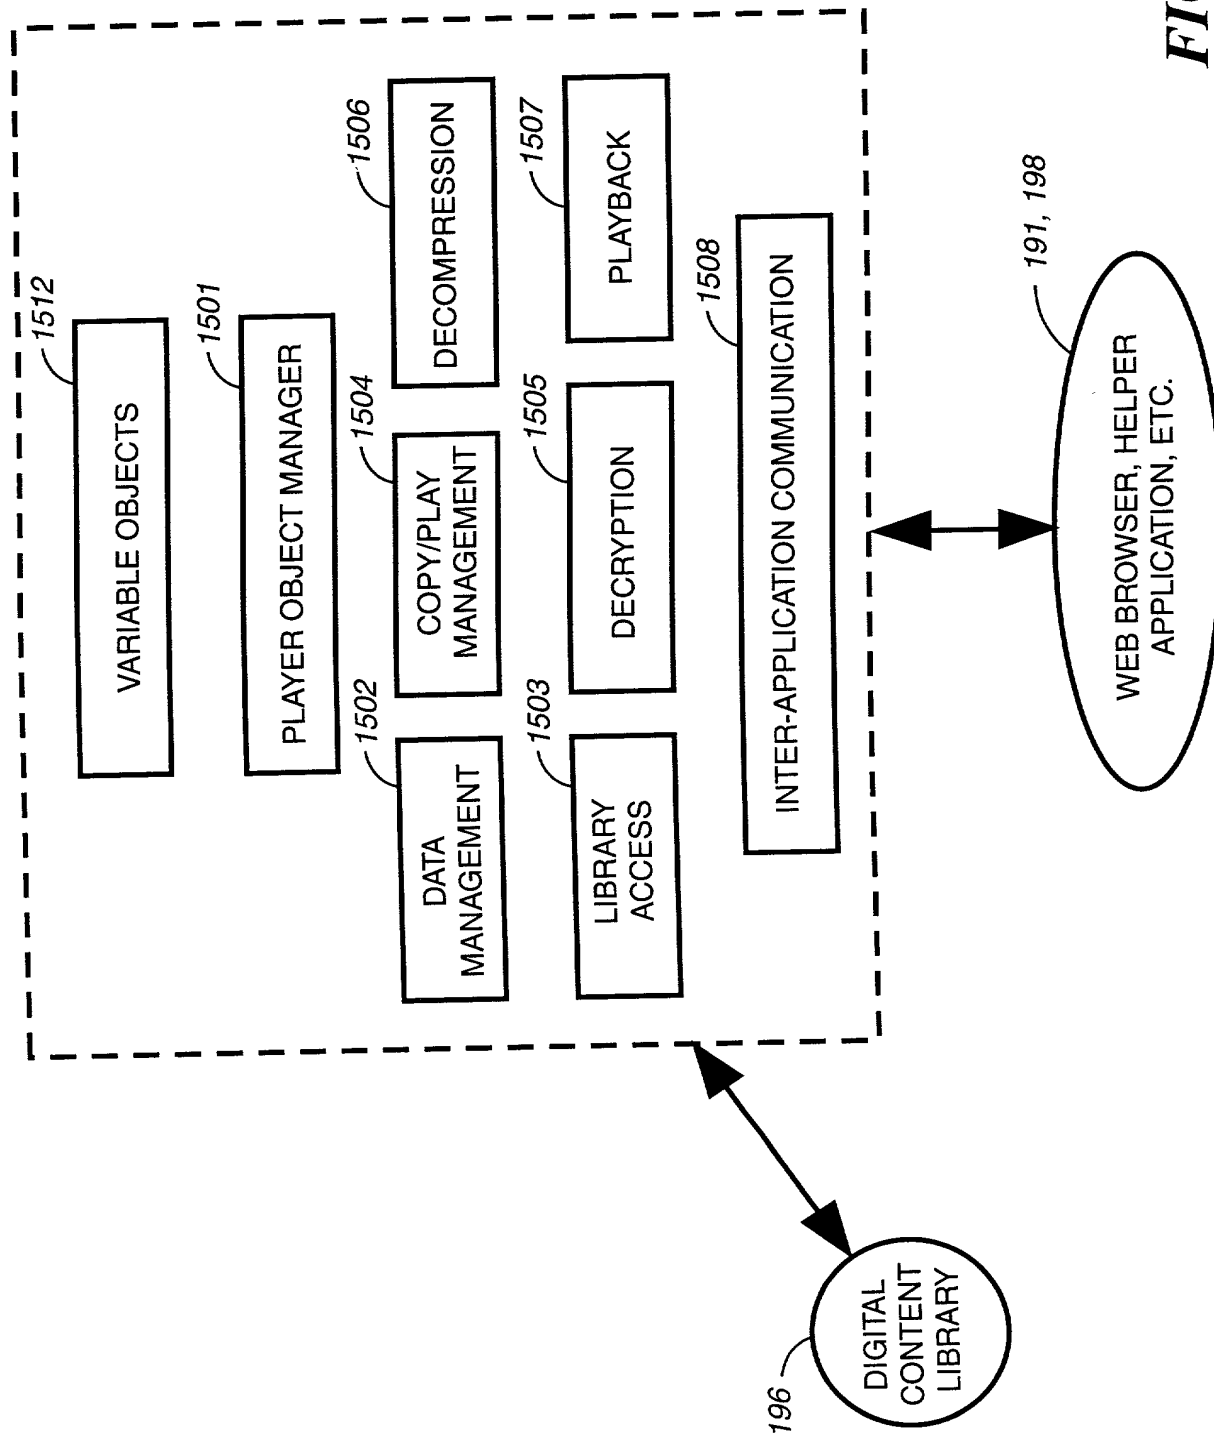 1512
VARIABLE OBJECTS
1501
PLAYER OBJECT MANAGER
1502
DATA
MANAGEMENT
1504
COPY/PLAY
MANAGEMENT
1506
DECOMPRESSION
1503
LIBRARY
ACCESS
1505
DECRYPTION
1507
PLAYBACK
1508
INTER-APPLICATION COMMUNICATION
196
DIGITAL
CONTENT
LIBRARY
191, 198
WEB BROWSER, HELPER
APPLICATION, ETC.